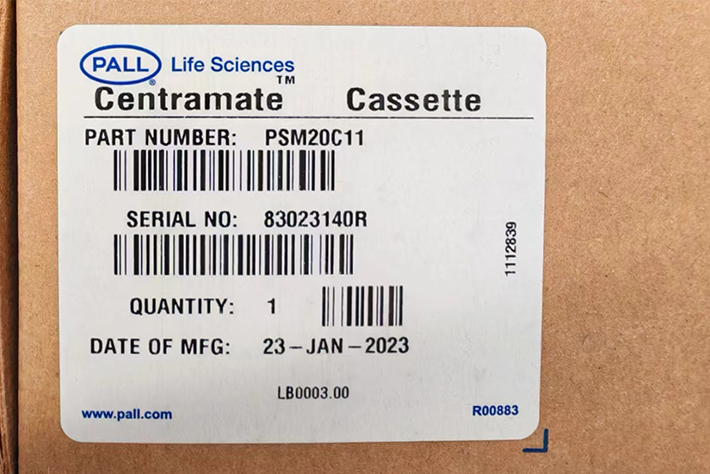 PALL® Life Sciences
Centramate™ Cassette
PART NUMBER: PSM20C11
SERIAL NO: 83023140R
QUANTITY: 1
DATE OF MFG: 23-JAN-2023
LB0003.00
www.pall.com
R00883
1112839